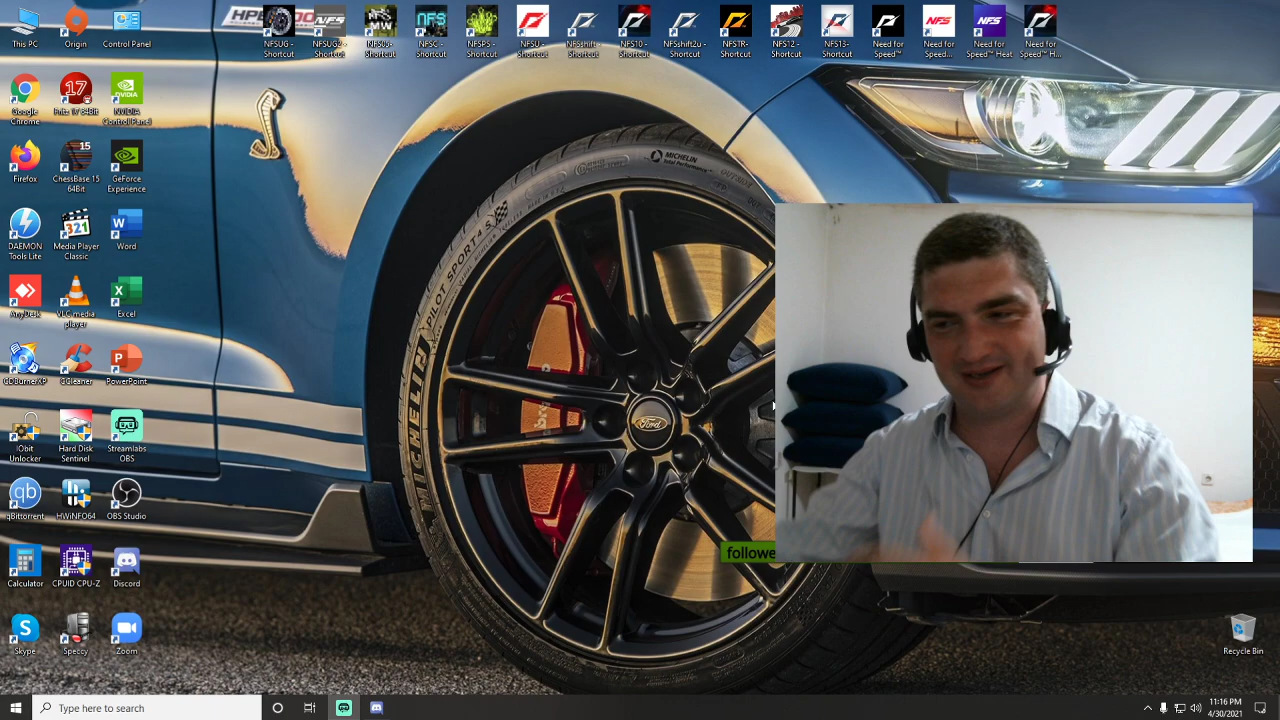 This PC
Origin
Control Panel
NFSUG -
Shortcut
NFSUG2 -
Shortcut
Shortcut
NFSC -
Shortcut
NFSPS -
Shortcut
NFSU -
Shortcut
NFSshift -
Shortcut
NFS10 -
Shortcut
NFSshift2u -
Shortcut
NFSTR-
Shortcut
NFS12 -
Shortcut
NFS13-
Shortcut
Need for
Speed™
Need for
Speed...
Need for
Speed™ Heat
Need for
Speed™ H...
Google
Chrome
Fritz 17 64Bit
NVIDIA
Control Panel
Firefox
ChessBase 15
64Bit
GeForce
Experience
DAEMON
Tools Lite
Media Player
Classic
Word
AnyDesk
VLC media
player
Excel
CDBurnerXP
CCleaner
PowerPoint
IObit
Unlocker
Hard Disk
Sentinel
Streamlabs
OBS
qBittorrent
HWiNFO64
OBS Studio
Calculator
CPUID CPU-Z
Discord
Skype
Speccy
Zoom
MICHELIN
PILOT SPORT 4 S
MICHELIN
Ford
followe
Recycle Bin
Type here to search
11:16 PM
4/30/2021